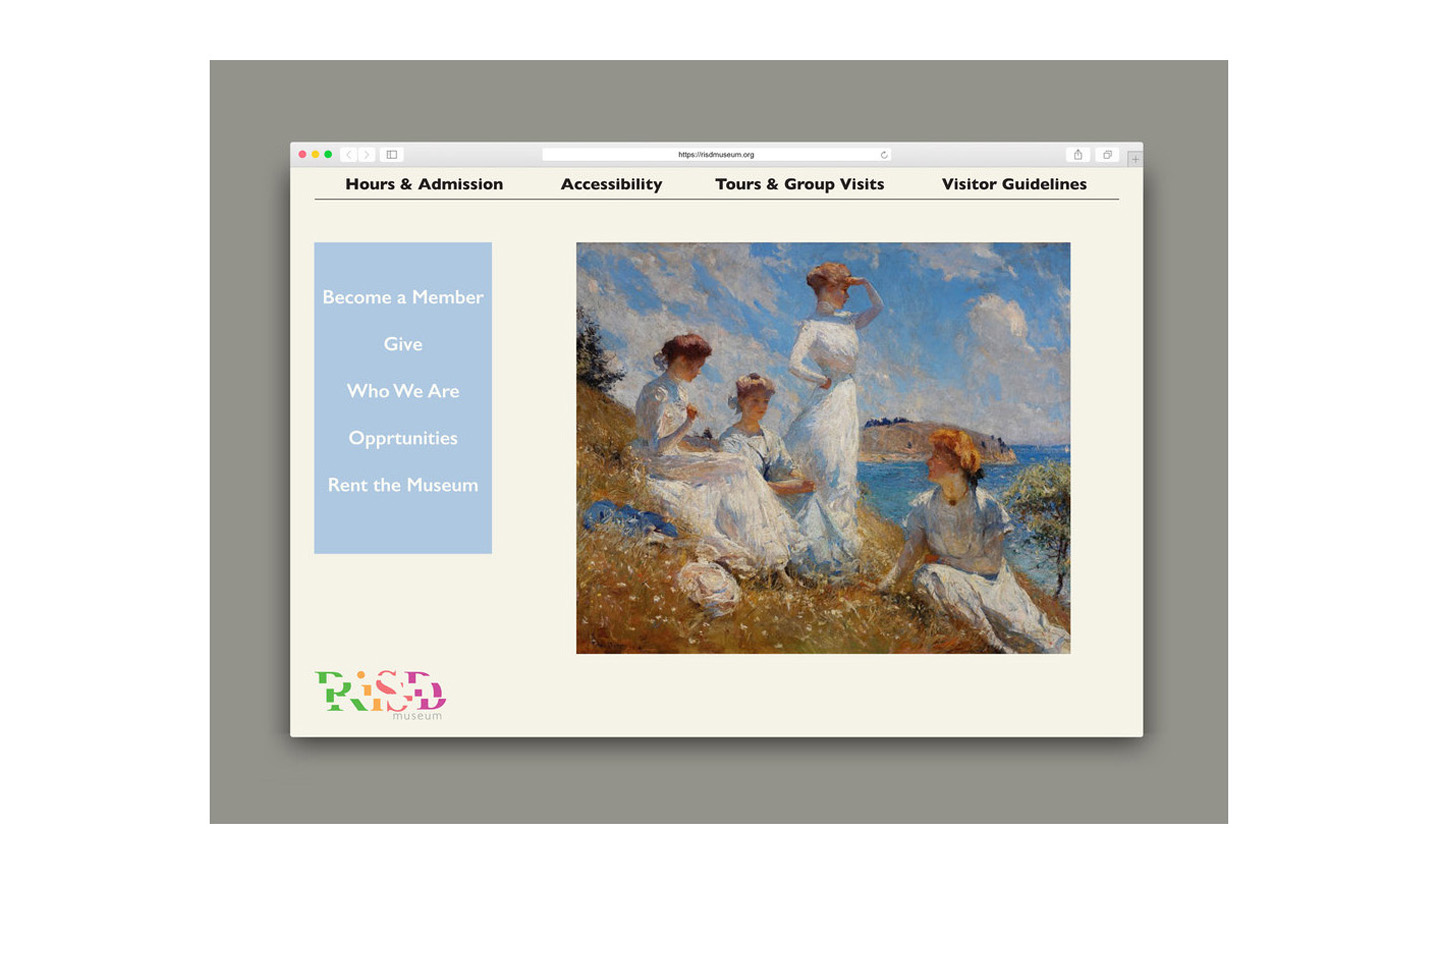 https://risdmuseum.org
Hours & Admission Accessibility Tours & Group Visits Visitor Guidelines
Become a Member
Give
Who We Are
Opprtunities
Rent the Museum
RiSD
museum